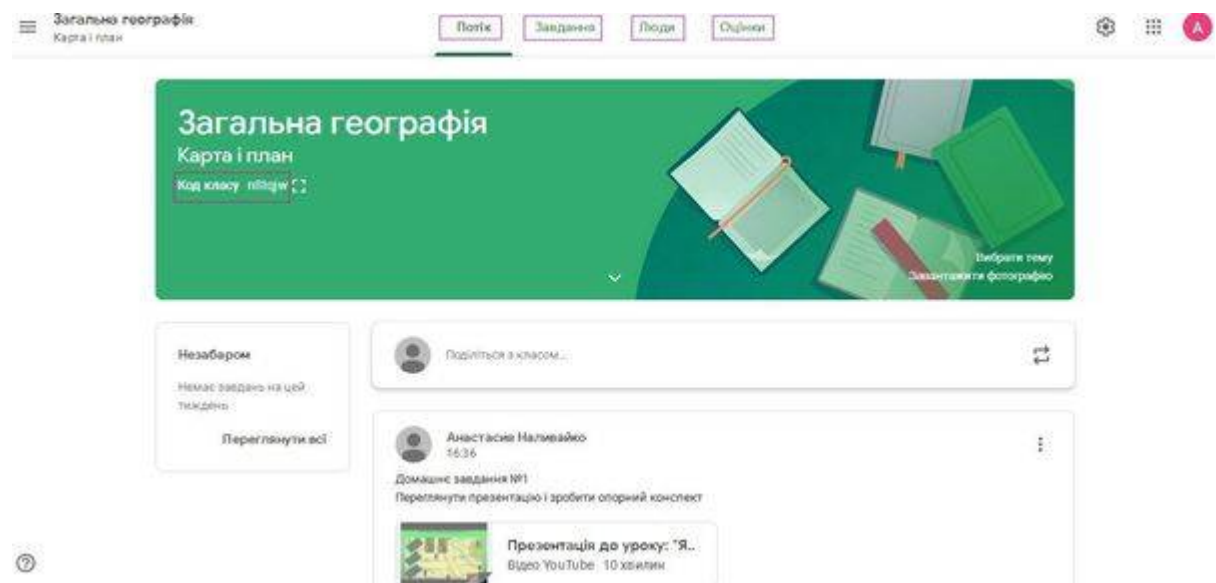 Загальна географія
Карта і план
Потік Завдання Люди Оцінки
A
Загальна географія
Карта і план
Код класу
Вибрати тему
Завантажити фотографію
Незабаром
Немає завдань на цей
тиждень
Переглянути всі
Поділіться з класом...
Анастасия Наливайко
16:36
Домашнє завдання №1
Переглянути презентацію і зробити опорний конспект
Презентація до уроку: "Я...
Відео YouTube 10 хвилин